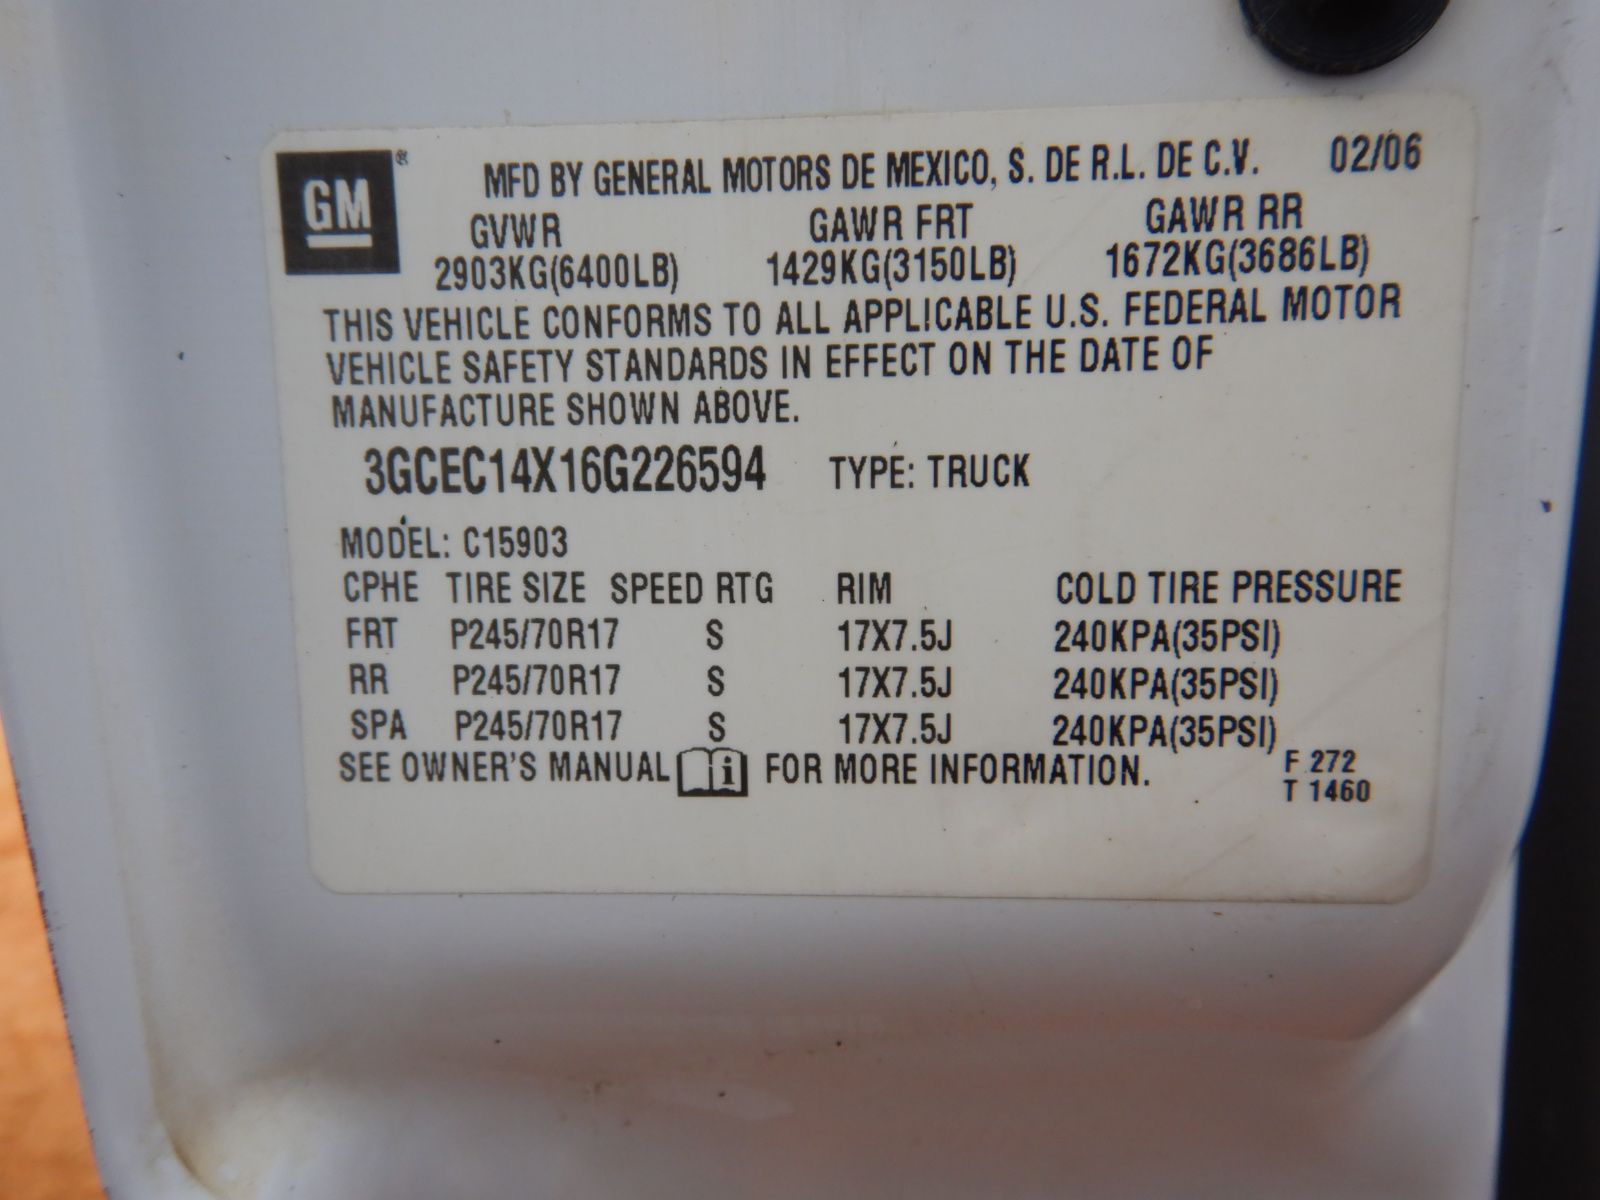 GM® MFD BY GENERAL MOTORS DE MEXICO, S. DE R.L. DE C.V. 02/06
GVWR GAWR FRT GAWR RR
2903KG(6400LB) 1429KG(3150LB) 1672KG(3686LB)
THIS VEHICLE CONFORMS TO ALL APPLICABLE U.S. FEDERAL MOTOR
VEHICLE SAFETY STANDARDS IN EFFECT ON THE DATE OF
MANUFACTURE SHOWN ABOVE.
3GCEC14X16G226594 TYPE: TRUCK
MODEL: C15903
CPHE TIRE SIZE SPEED RTG RIM COLD TIRE PRESSURE
FRT P245/70R17 S 17X7.5J 240KPA(35PSI)
RR P245/70R17 S 17X7.5J 240KPA(35PSI)
SPA P245/70R17 S 17X7.5J 240KPA(35PSI)
SEE OWNER'S MANUAL i FOR MORE INFORMATION. F 272
T 1460